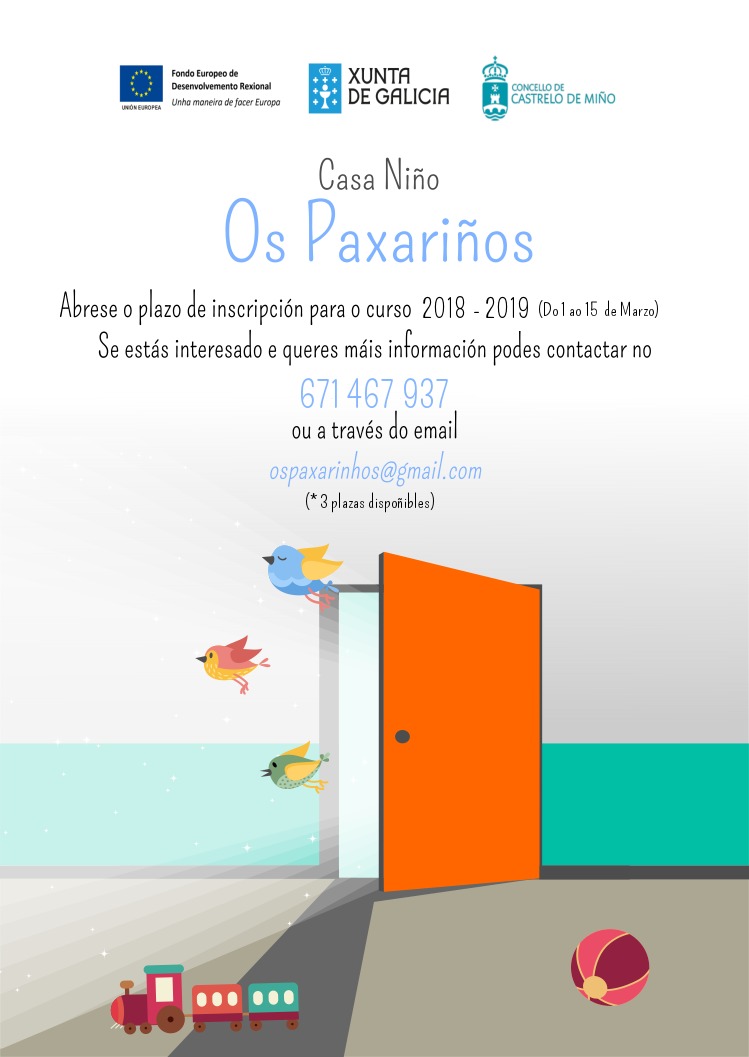 Fondo Europeo de
Desenvolvemento Rexional
Unha maneira de facer Europa
UNIÓN EUROPEA
XUNTA
DE GALICIA
CONCELLO DE
CASTRELO DE MIÑO
Casa Niño
Os Paxariños
Abrese o plazo de inscripción para o curso 2018 - 2019 (Do 1 ao 15 de Marzo)
Se estás interesado e queres máis información podes contactar no
671 467 937
ou a través do email
ospaxarinhos@gmail.com
(* 3 plazas dispoñibles)